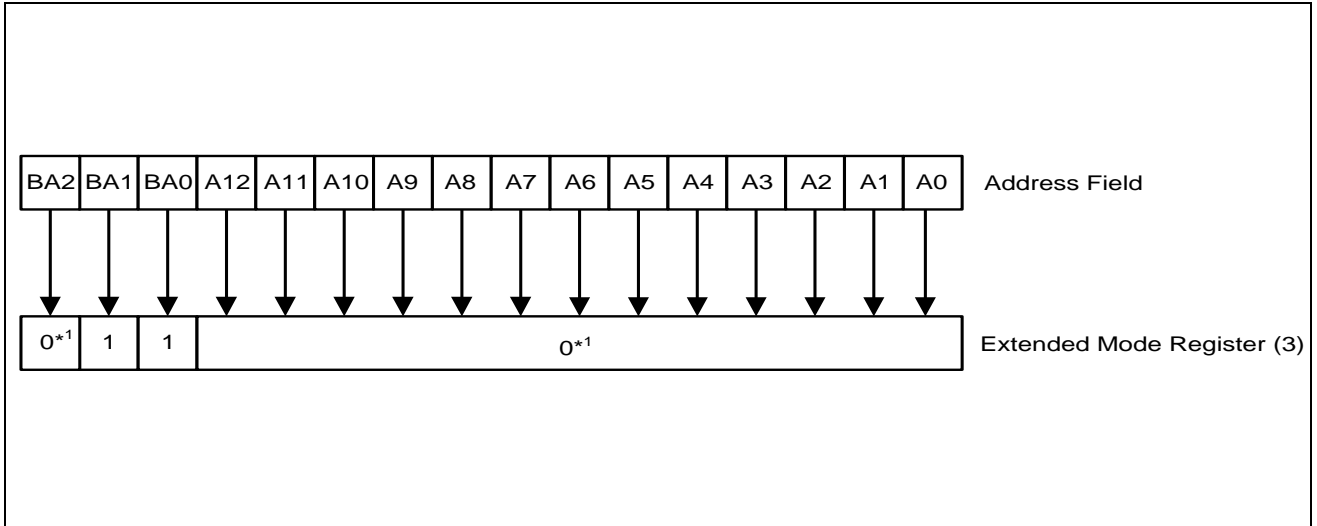 BA2 BA1 BA0 A12 A11 A10 A9 A8 A7 A6 A5 A4 A3 A2 A1 A0 Address Field
0*1 1 1 0*1 Extended Mode Register (3)